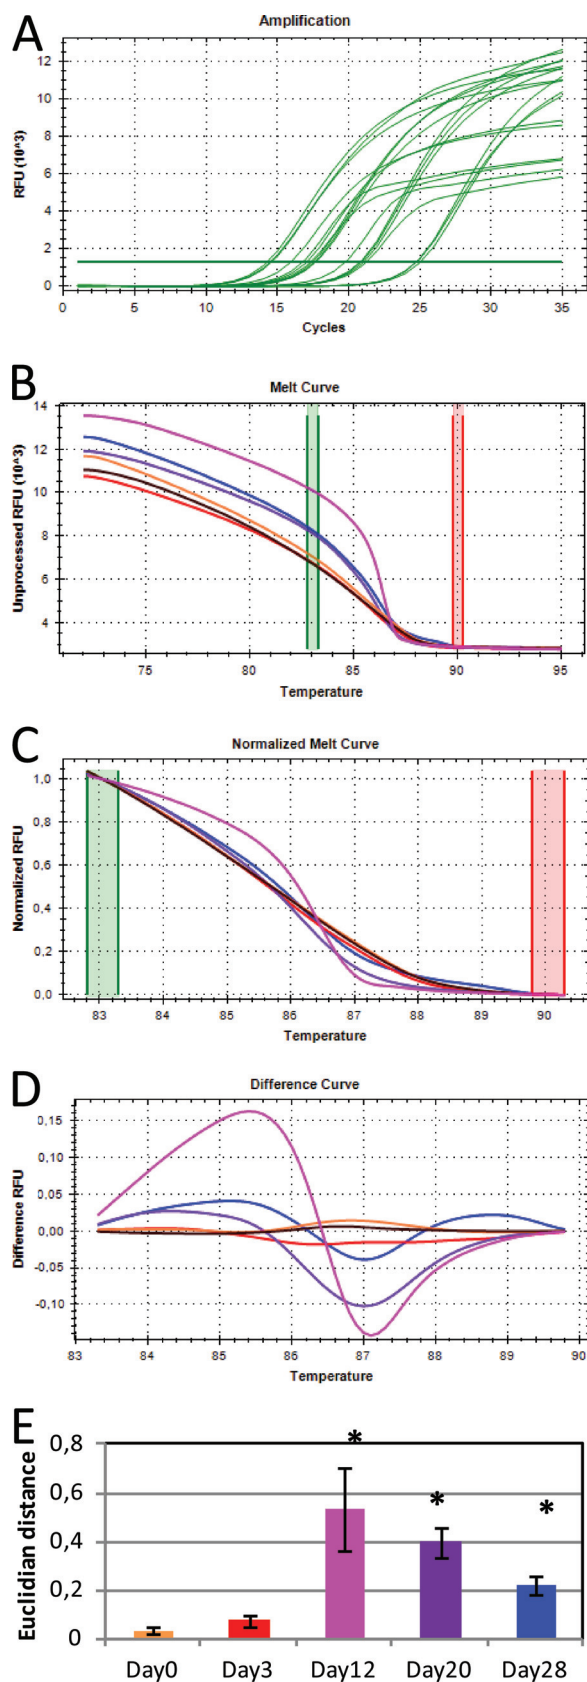 A
Amplification
RFU (10^3)
12
10
8
6
4
2
0
0 5 10 15 20 25 30 35
Cycles
B
Melt Curve
Unprocessed RFU (10^3)
14
12
10
8
6
4
75 80 85 90 95
Temperature
C
Normalized Melt Curve
Normalized RFU
1,0
0,8
0,6
0,4
0,2
0,0
83 84 85 86 87 88 89 90
Temperature
D
Difference Curve
Difference RFU
0,15
0,10
0,05
0,00
-0,05
-0,10
83 84 85 86 87 88 89 90
Temperature
E
Euclidian distance
0,8
0,6
0,4
0,2
0
* * *
Day0 Day3 Day12 Day20 Day28